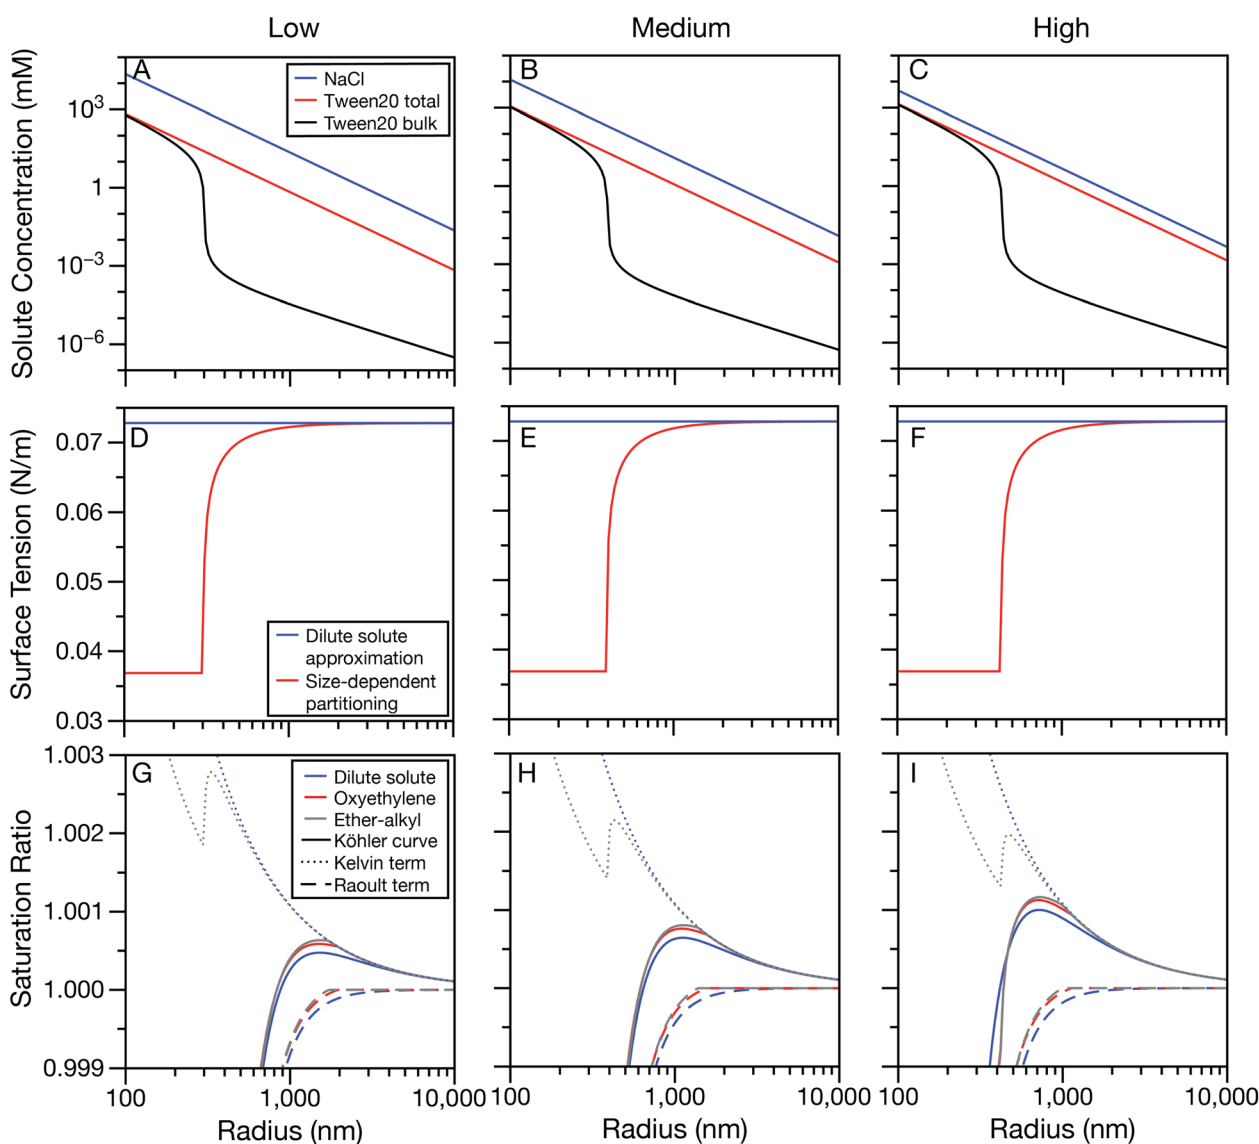 Low Medium High
Solute Concentration (mM)
A B C
NaCl
Tween20 total
Tween20 bulk
10³
1
10⁻³
10⁻⁶
Surface Tension (N/m)
D E F
0.07
0.06
0.05
0.04
0.03
Dilute solute
approximation
Size-dependent
partitioning
Saturation Ratio
G H I
1.003
1.002
1.001
1.000
0.999
Dilute solute
Oxyethylene
Ether-alkyl
Köhler curve
Kelvin term
Raoult term
100 1,000 10,000 100 1,000 10,000 100 1,000 10,000
Radius (nm) Radius (nm) Radius (nm)